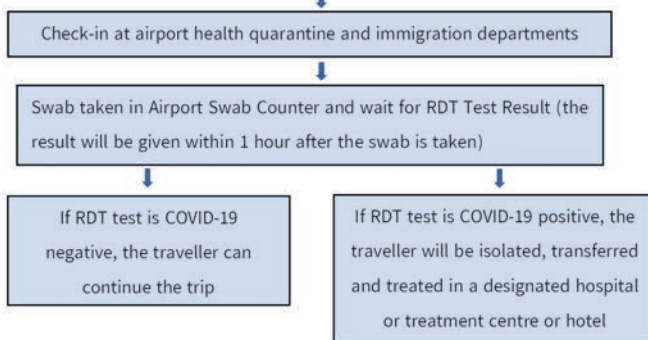 Check-in at airport health quarantine and immigration departments
Swab taken in Airport Swab Counter and wait for RDT Test Result (the
result will be given within 1 hour after the swab is taken)
If RDT test is COVID-19
negative, the traveller can
continue the trip
If RDT test is COVID-19 positive, the
traveller will be isolated, transferred
and treated in a designated hospital
or treatment centre or hotel